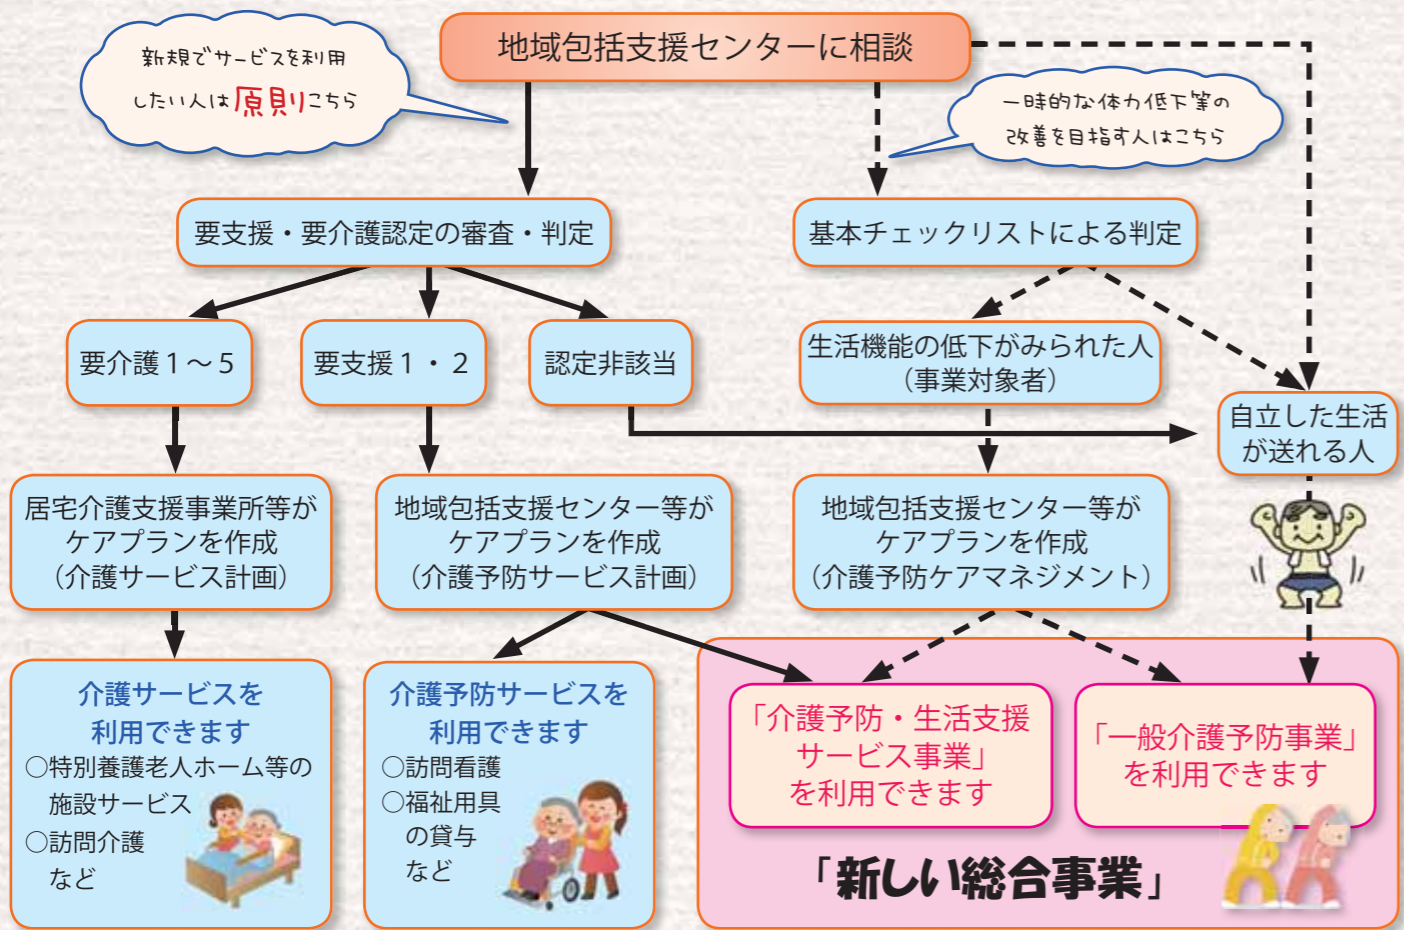 地域包括支援センターに相談
新規でサービスを利用
したい人は原則こちら
一時的な体力低下等の
改善を目指す人はこちら
要支援・要介護認定の審査・判定
基本チェックリストによる判定
要介護１～５
要支援１・２
認定非該当
生活機能の低下がみられた人
（事業対象者）
自立した生活
が送れる人
居宅介護支援事業所等が
ケアプランを作成
（介護サービス計画）
地域包括支援センター等が
ケアプランを作成
（介護予防サービス計画）
地域包括支援センター等が
ケアプランを作成
（介護予防ケアマネジメント）
介護サービスを
利用できます
○特別養護老人ホーム等の
施設サービス
○訪問介護
など
介護予防サービスを
利用できます
○訪問看護
○福祉用具
の貸与
など
「介護予防・生活支援
サービス事業」
を利用できます
「一般介護予防事業」
を利用できます
「新しい総合事業」